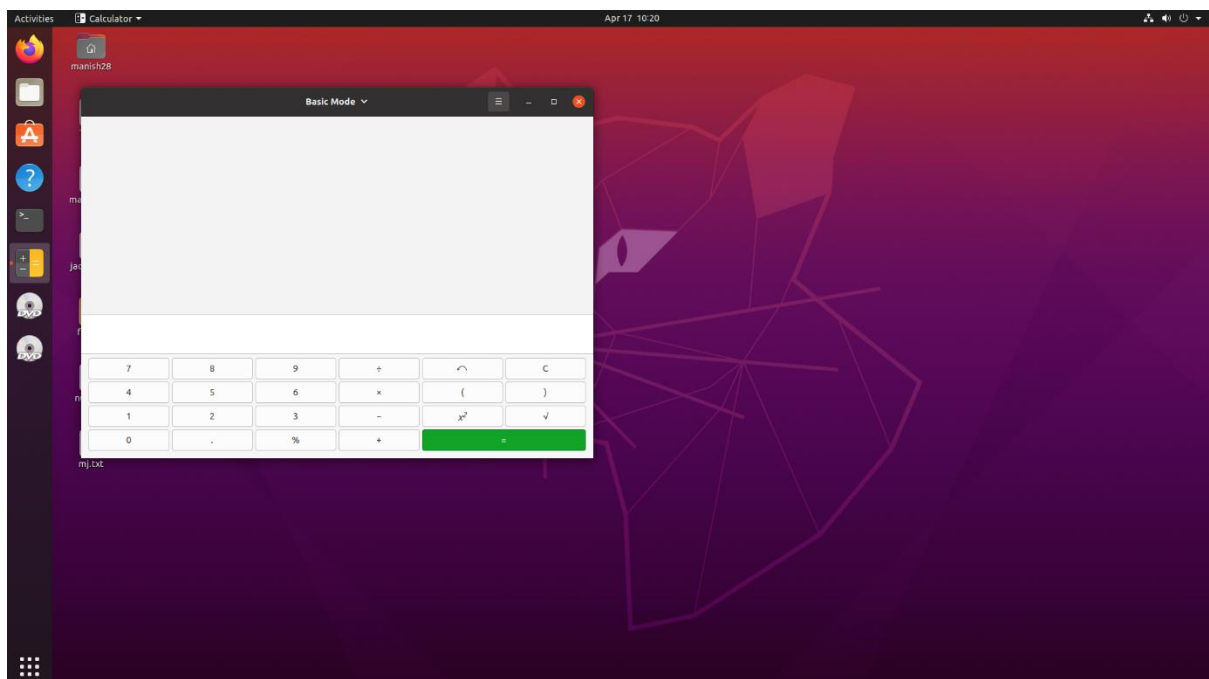 Activities Calculator Apr 17 10:20
manish28
Basic Mode
7 8 9 ÷ C
4 5 6 × ( )
1 2 3 − x² √
0 . % + =
mj.txt